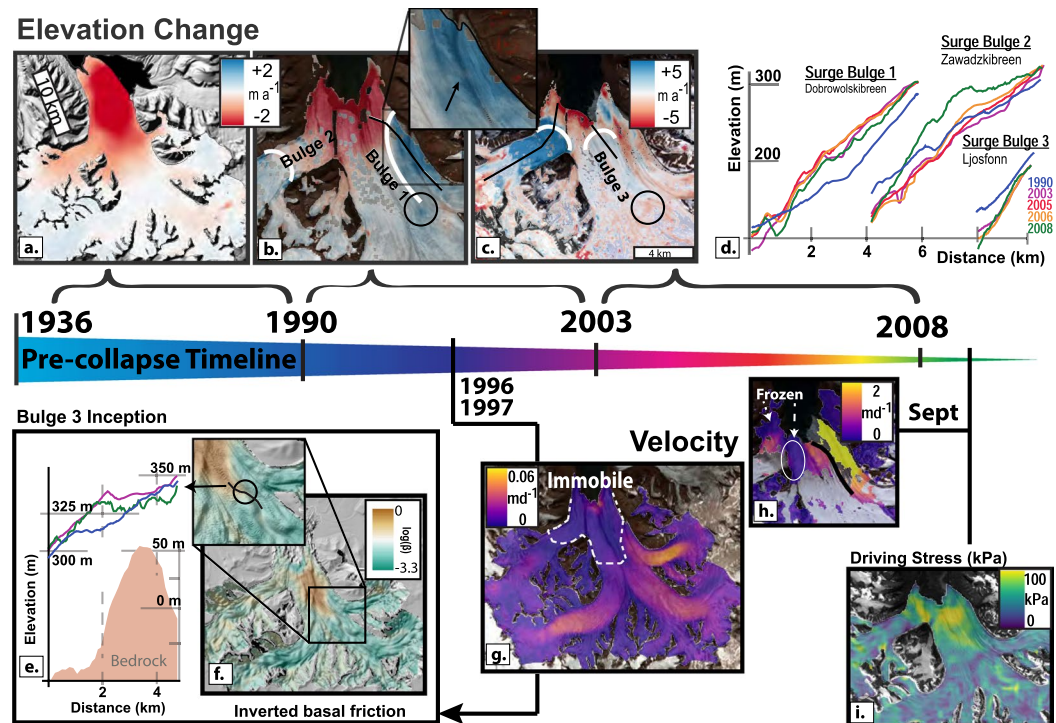 Elevation Change
10 km
+2
m a⁻¹
-2
a.
Bulge 2
Bulge 1
b.
+5
m a⁻¹
-5
Bulge 3
4 km
c.
Elevation (m)
300
200
Surge Bulge 1
Dobrowolskibreen
Surge Bulge 2
Zawadzkibreen
Surge Bulge 3
Ljosfonn
1990
2003
2005
2006
2008
2
4
6
8
d.
Distance (km)
1936
1990
2003
2008
Pre-collapse Timeline
1996
1997
Sept
Bulge 3 Inception
350 m
325 m
300 m
50 m
0 m
Elevation (m)
Bedrock
e.
2
4
Distance (km)
0
log(β)
-3.3
f.
Inverted basal friction
Velocity
0.06
md⁻¹
0
Immobile
g.
Frozen
2
md⁻¹
0
h.
Driving Stress (kPa)
100
kPa
0
i.